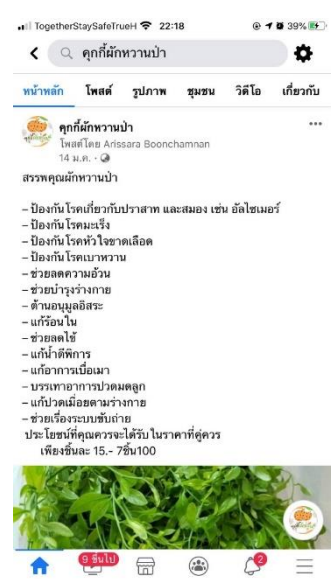 TogetherStaySafeTrueH 22:18 39%
คุกกี้ผักหวานป่า
หน้าหลัก โพสต์ รูปภาพ ชุมชน วิดีโอ เกี่ยวกับ
คุกกี้ผักหวานป่า
โพสต์โดย Arissara Boonchamnan
14 ม.ค. ·
สรรพคุณผักหวานป่า
– ป้องกันโรคเกี่ยวกับปราสาท และสมอง เช่น อัลไซเมอร์
– ป้องกันโรคมะเร็ง
– ป้องกันโรคหัวใจขาดเลือด
– ป้องกันโรคเบาหวาน
– ช่วยลดความอ้วน
– ช่วยบำรุงร่างกาย
– ต้านอนุมูลอิสระ
– แก้ร้อนใน
– ช่วยลดไข้
– แก้น้ำดีพิการ
– แก้อาการเบื่อเมา
– บรรเทาอาการปวดมดลูก
– แก้ปวดเมื่อยตามร่างกาย
– ช่วยเรื่องระบบขับถ่าย
ประโยชน์ที่คุณควรจะได้รับในราคาที่คู่ควร
เพียงชิ้นละ 15.- 7ชิ้น100
9 ขึ้นไป
2